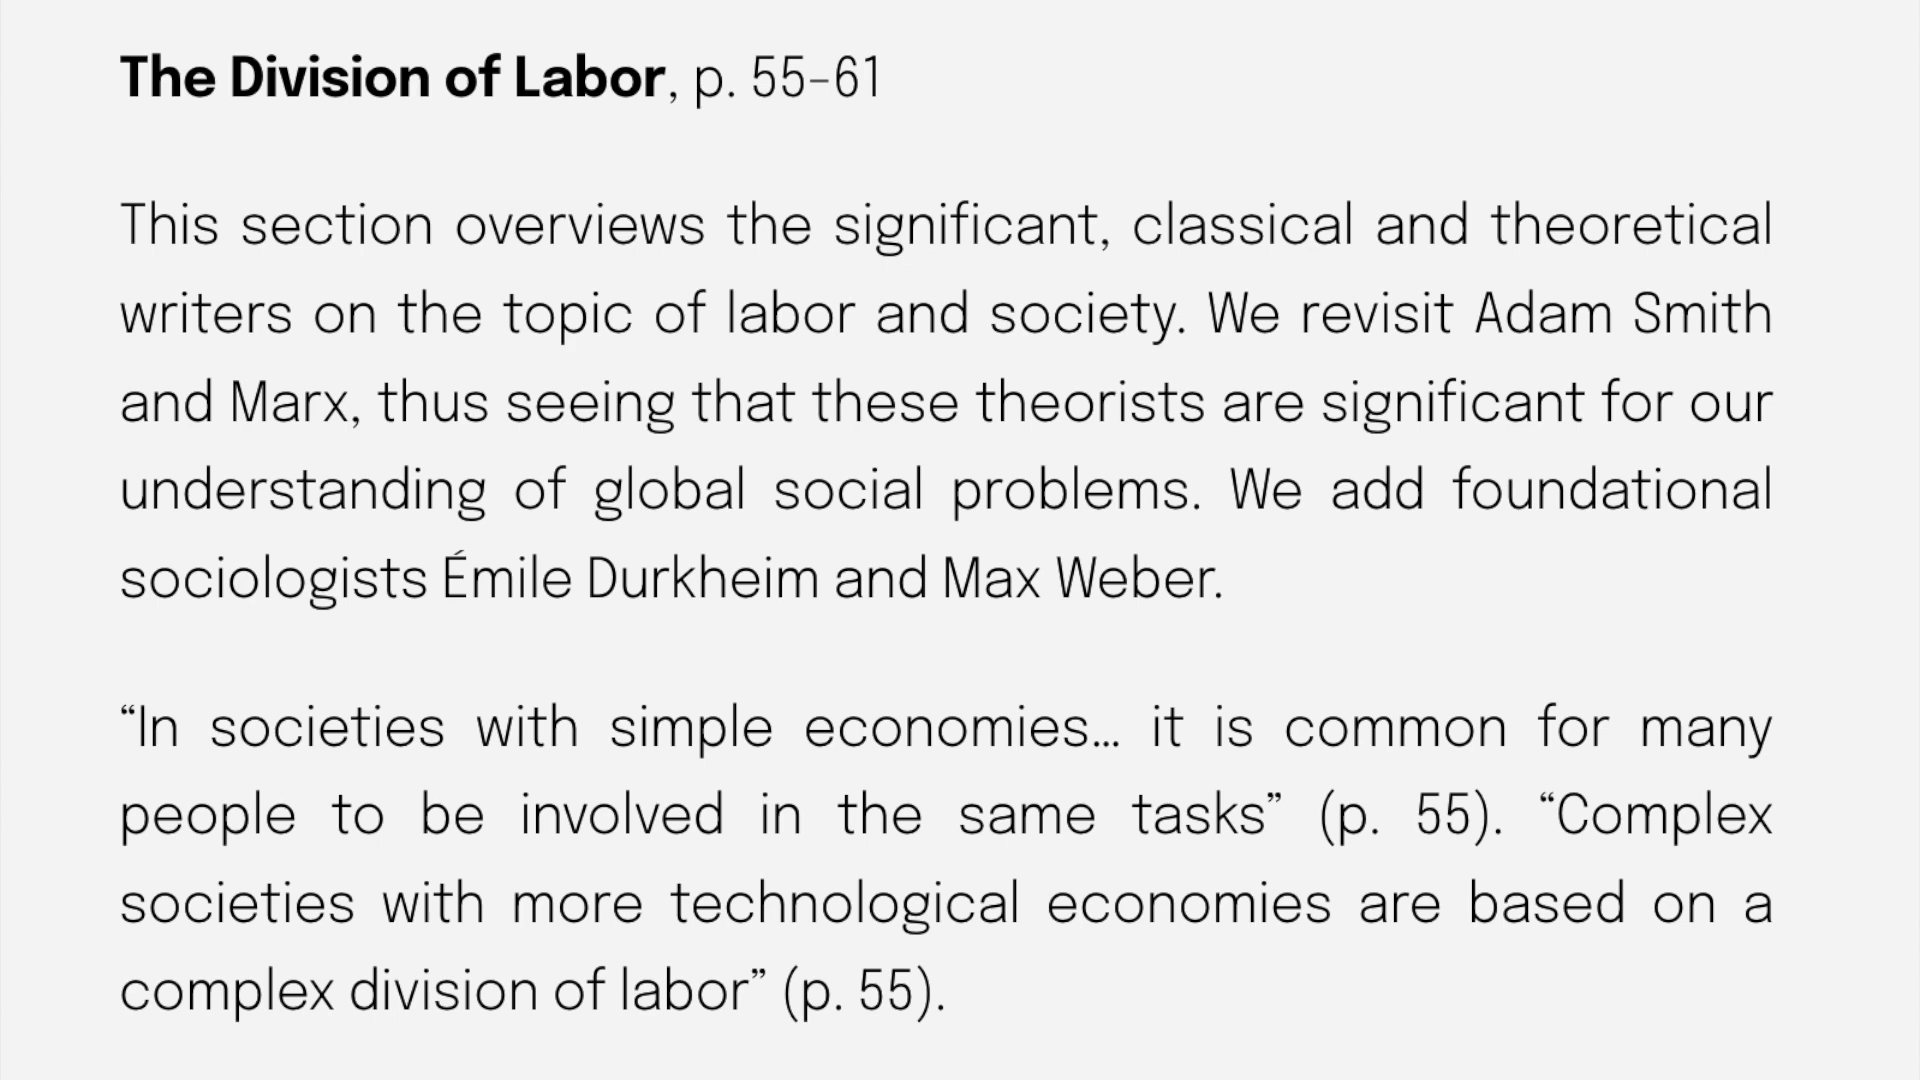 The Division of Labor, p. 55–61
This section overviews the significant, classical and theoretical
writers on the topic of labor and society. We revisit Adam Smith
and Marx, thus seeing that these theorists are significant for our
understanding of global social problems. We add foundational
sociologists Émile Durkheim and Max Weber.
“In societies with simple economies… it is common for many
people to be involved in the same tasks” (p. 55). “Complex
societies with more technological economies are based on a
complex division of labor” (p. 55).